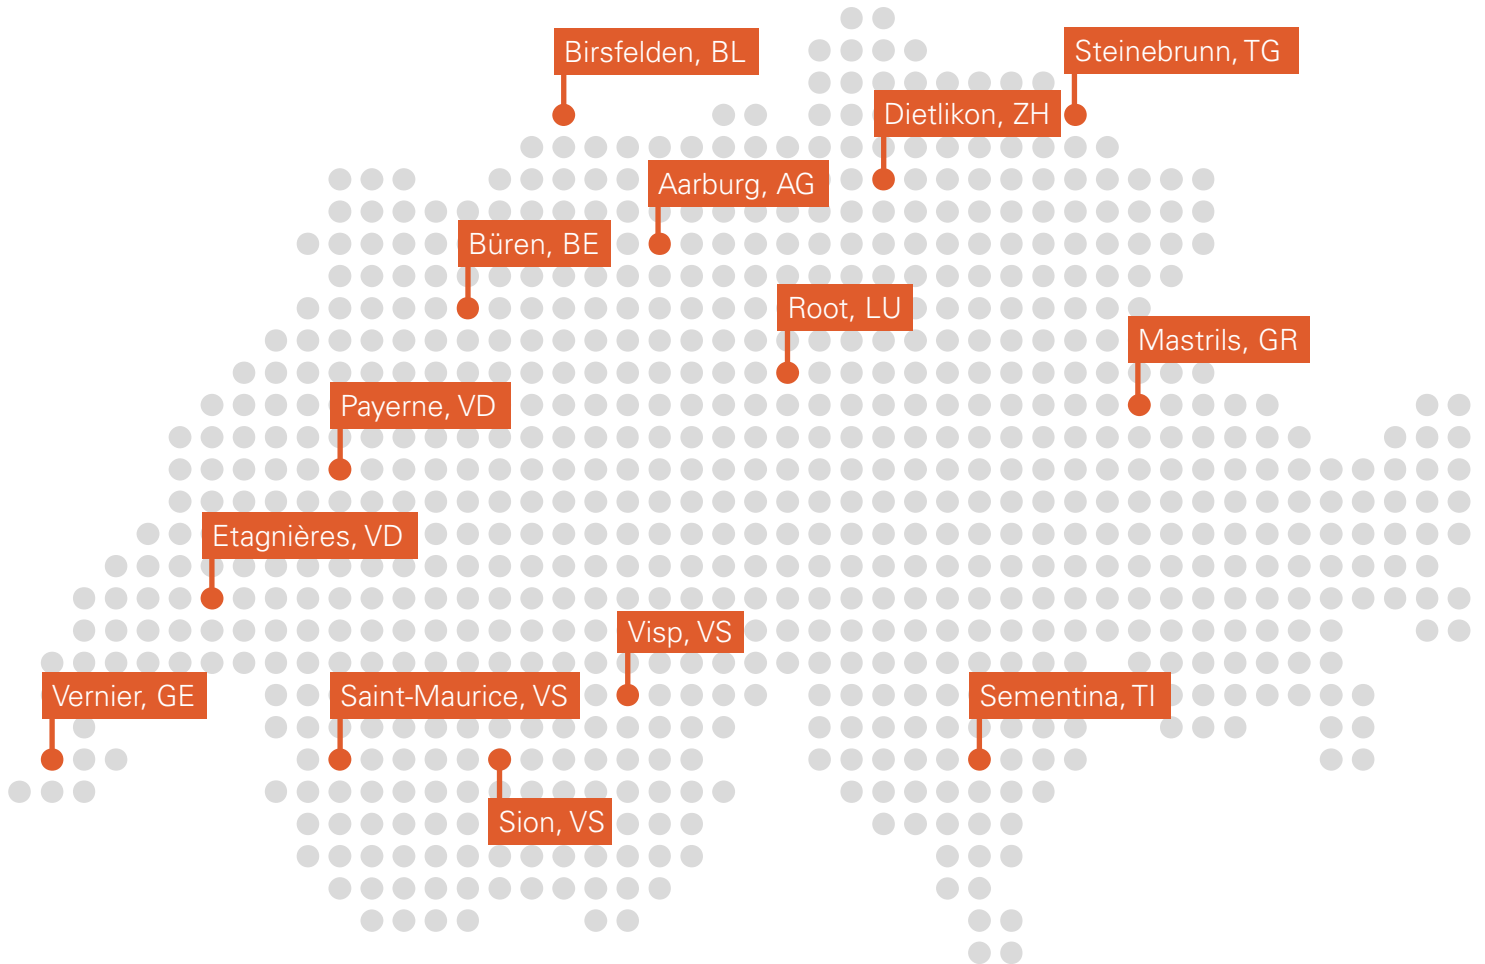 Birsfelden, BL
Steinebrunn, TG
Dietlikon, ZH
Aarburg, AG
Büren, BE
Root, LU
Mastrils, GR
Payerne, VD
Etagnières, VD
Visp, VS
Vernier, GE
Saint-Maurice, VS
Sementina, TI
Sion, VS